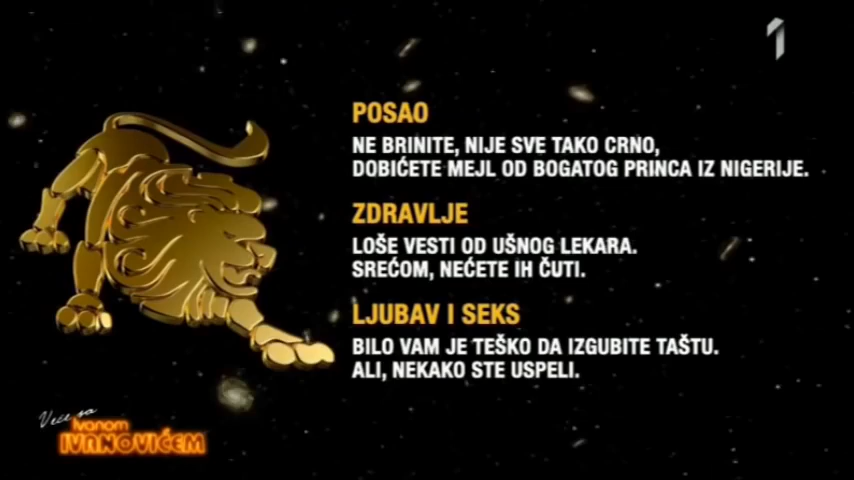 1
POSAO
NE BRINITE, NIJE SVE TAKO CRNO,
DOBIĆETE MEJL OD BOGATOG PRINCA IZ NIGERIJE.
ZDRAVLJE
LOŠE VESTI OD UŠNOG LEKARA.
SREĆOM, NEĆETE IH ČUTI.
LJUBAV I SEKS
BILO VAM JE TEŠKO DA IZGUBITE TAŠTU.
ALI, NEKAKO STE USPELI.
Veče sa
Ivanom
IVANOVIĆEM